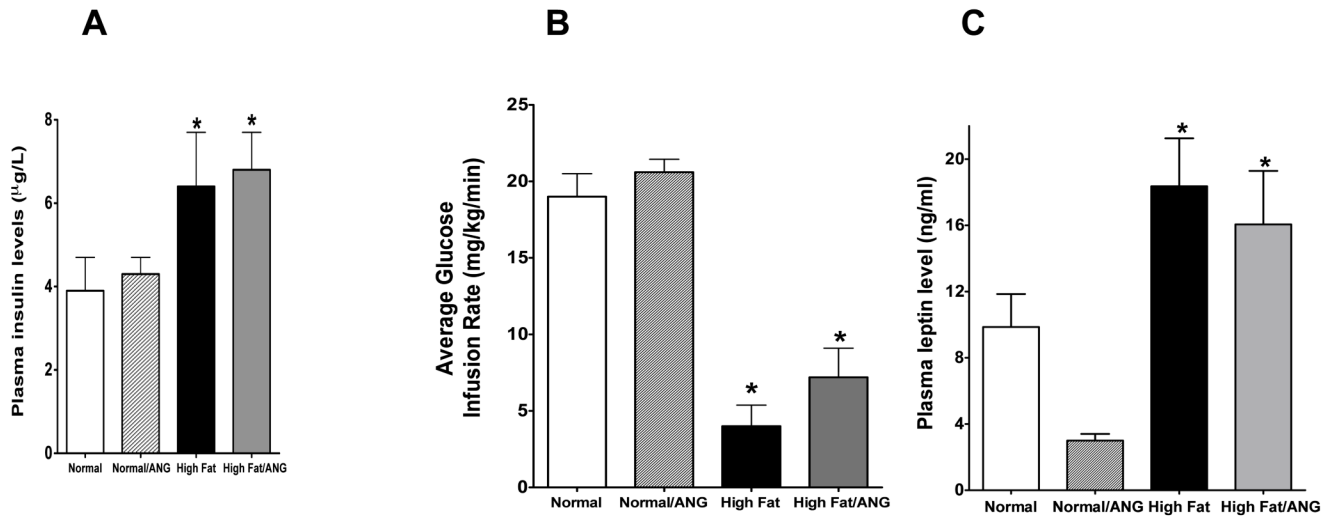 A
B
C
Plasma insulin levels (µg/L)
8
6
4
2
0
*
*
Normal
Normal/ANG
High Fat
High Fat/ANG
Average Glucose
Infusion Rate (mg/kg/min)
25
20
15
10
5
0
*
*
Normal
Normal/ANG
High Fat
High Fat/ANG
Plasma leptin level (ng/ml)
20
16
12
8
4
0
*
*
Normal
Normal/ANG
High Fat
High Fat/ANG